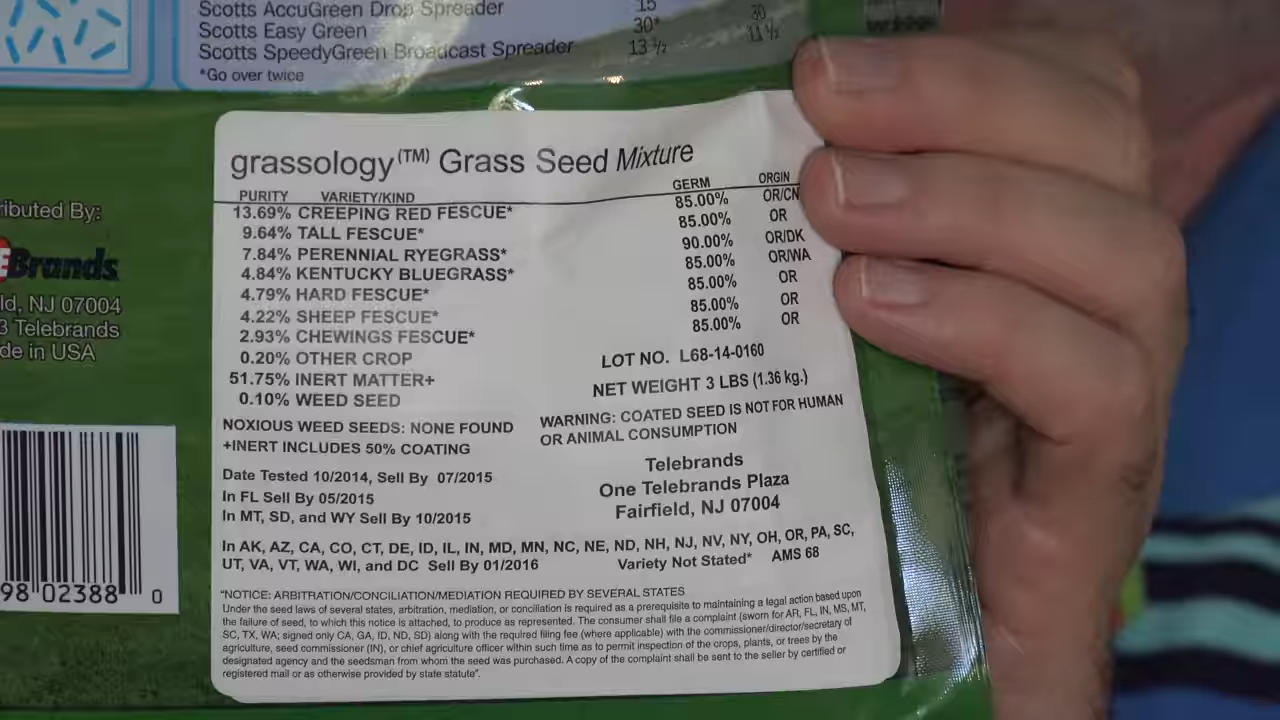 Scotts AccuGreen Drop Spreader 15 30
Scotts Easy Green 30* 11 ½
Scotts SpeedyGreen Broadcast Spreader 13 ½
*Go over twice
grassology(TM) Grass Seed Mixture
PURITY VARIETY/KIND GERM ORGIN
13.69% CREEPING RED FESCUE* 85.00% OR/CN
9.64% TALL FESCUE* 85.00% OR
7.84% PERENNIAL RYEGRASS* 90.00% OR/DK
4.84% KENTUCKY BLUEGRASS* 85.00% OR/WA
4.79% HARD FESCUE* 85.00% OR
4.22% SHEEP FESCUE* 85.00% OR
2.93% CHEWINGS FESCUE* 85.00% OR
0.20% OTHER CROP
51.75% INERT MATTER+
0.10% WEED SEED
LOT NO. L68-14-0160
NET WEIGHT 3 LBS (1.36 kg.)
NOXIOUS WEED SEEDS: NONE FOUND
+INERT INCLUDES 50% COATING
WARNING: COATED SEED IS NOT FOR HUMAN
OR ANIMAL CONSUMPTION
Date Tested 10/2014, Sell By 07/2015
In FL Sell By 05/2015
In MT, SD, and WY Sell By 10/2015
Telebrands
One Telebrands Plaza
Fairfield, NJ 07004
In AK, AZ, CA, CO, CT, DE, ID, IL, IN, MD, MN, NC, NE, ND, NH, NJ, NV, NY, OH, OR, PA, SC,
UT, VA, VT, WA, WI, and DC Sell By 01/2016 Variety Not Stated* AMS 68
"NOTICE: ARBITRATION/CONCILIATION/MEDIATION REQUIRED BY SEVERAL STATES
Under the seed laws of several states, arbitration, mediation, or conciliation is required as a prerequisite to maintaining a legal action based upon
the failure of seed, to which this notice is attached, to produce as represented. The consumer shall file a complaint (sworn for AR, FL, IN, MS, MT,
SC, TX, WA; signed only CA, GA, ID, ND, SD) along with the required filing fee (where applicable) with the commissioner/director/secretary of
agriculture, seed commissioner (IN), or chief agriculture officer within such time as to permit inspection of the crops, plants, or trees by the
designated agency and the seedsman from whom the seed was purchased. A copy of the complaint shall be sent to the seller by certified or
registered mail or as otherwise provided by state statute".
ributed By:
EBrands
ld, NJ 07004
3 Telebrands
de in USA
98 02388 0